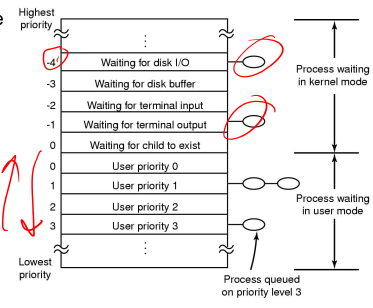 e
Highest
priority
-4 Waiting for disk I/O
-3 Waiting for disk buffer
-2 Waiting for terminal input
-1 Waiting for terminal output
0 Waiting for child to exist
0 User priority 0
1 User priority 1
2 User priority 2
3 User priority 3
Lowest
priority
Process waiting
in kernel mode
Process waiting
in user mode
Process queued
on priority level 3